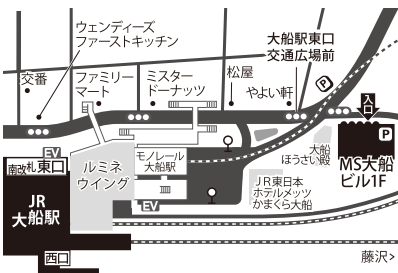 ウェンディーズ
ファーストキッチン
交番
ファミリー
マート
ミスター
ドーナッツ
松屋
やよい軒
大船駅東口
交通広場前
P
入口
P
MS大船
ビル1F
大船
ほうさい殿
JR東日本
ホテルメッツ
かまくら大船
モノレール
大船駅
EV
ルミネ
ウイング
EV
南改札 東口
JR
大船駅
西口
藤沢>